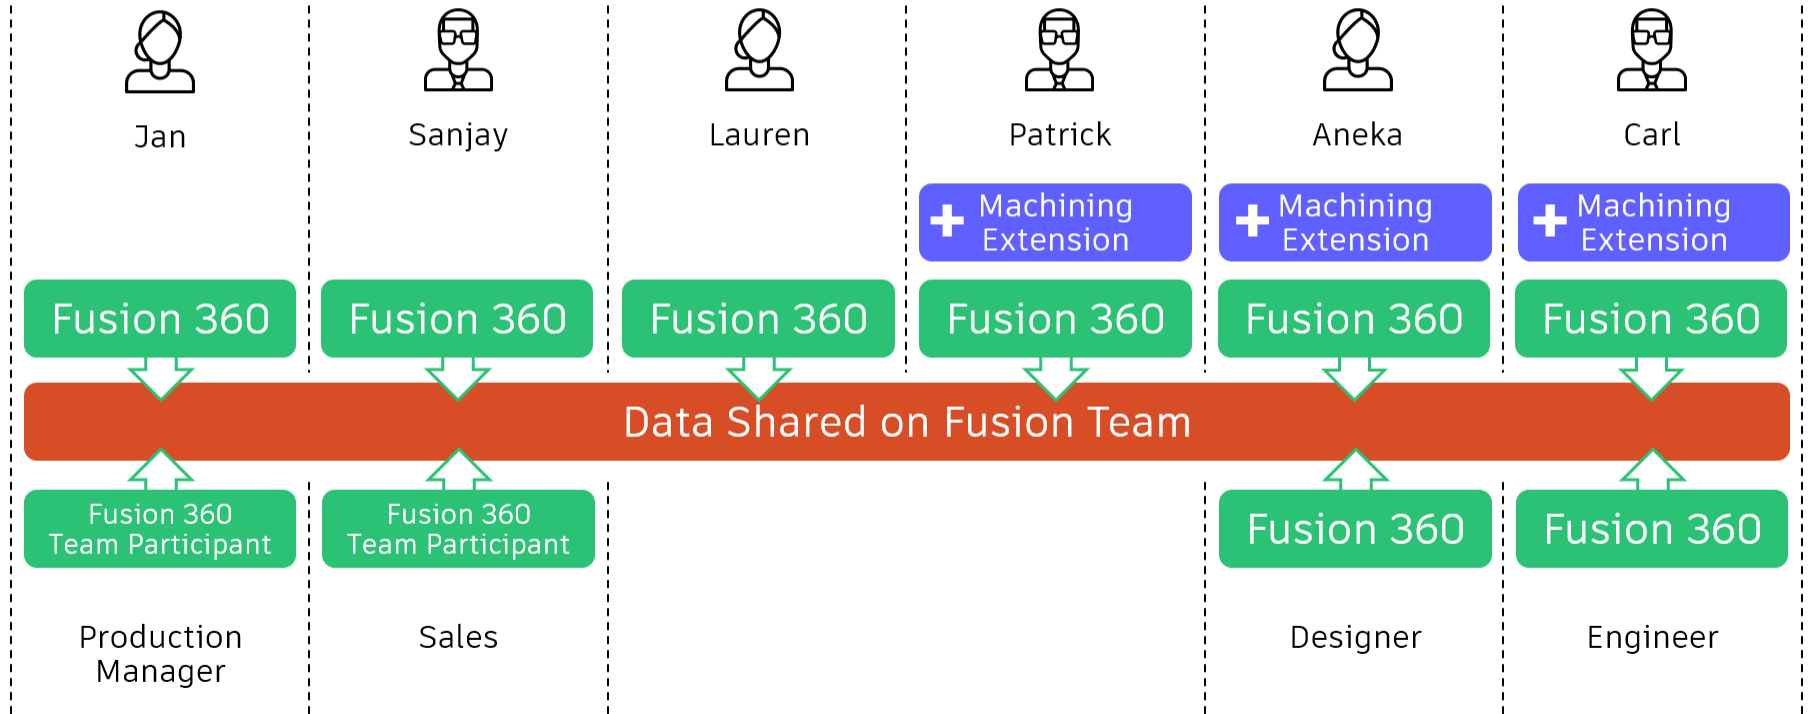 Jan
Sanjay
Lauren
Patrick
Aneka
Carl
Machining
Extension
Machining
Extension
Machining
Extension
Fusion 360
Fusion 360
Fusion 360
Fusion 360
Fusion 360
Fusion 360
Data Shared on Fusion Team
Fusion 360
Team Participant
Fusion 360
Team Participant
Fusion 360
Fusion 360
Production
Manager
Sales
Designer
Engineer